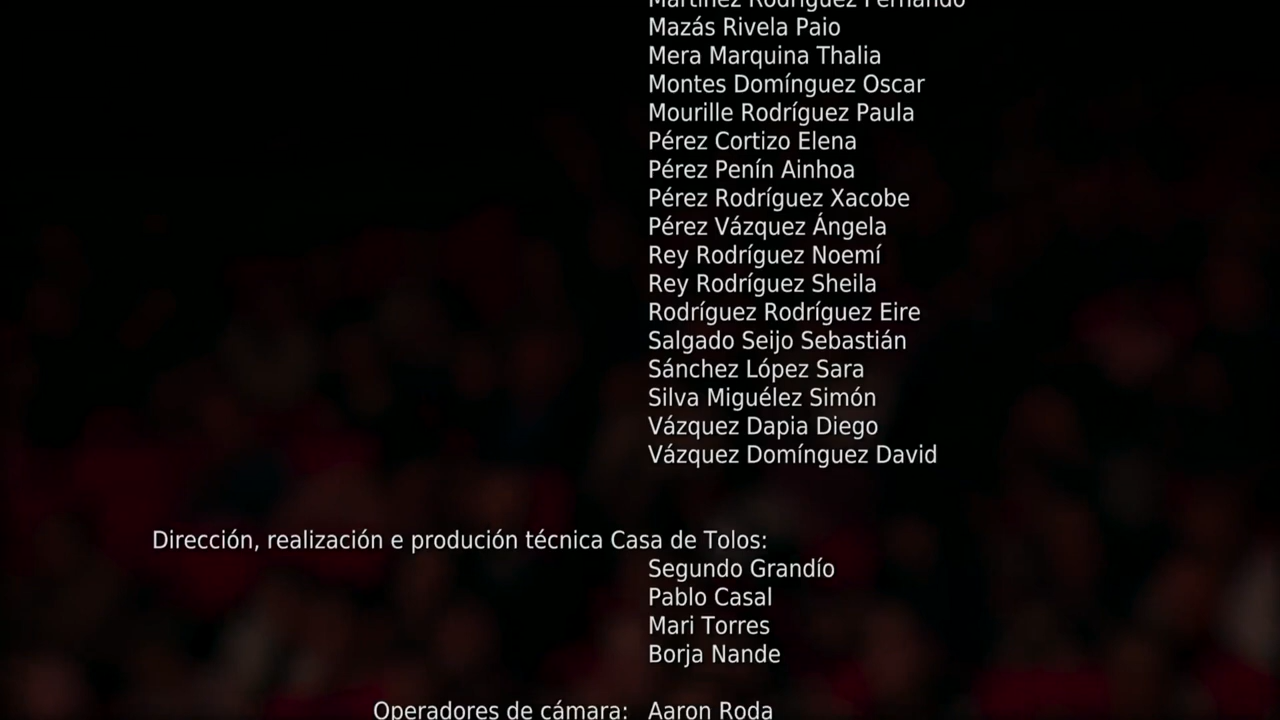 Martínez Rodríguez Fernando
Mazás Rivela Paio
Mera Marquina Thalia
Montes Domínguez Oscar
Mourille Rodríguez Paula
Pérez Cortizo Elena
Pérez Penín Ainhoa
Pérez Rodríguez Xacobe
Pérez Vázquez Ángela
Rey Rodríguez Noemí
Rey Rodríguez Sheila
Rodríguez Rodríguez Eire
Salgado Seijo Sebastián
Sánchez López Sara
Silva Miguélez Simón
Vázquez Dapia Diego
Vázquez Domínguez David
Dirección, realización e produción técnica Casa de Tolos:
Segundo Grandío
Pablo Casal
Mari Torres
Borja Nande
Operadores de cámara: Aaron Roda